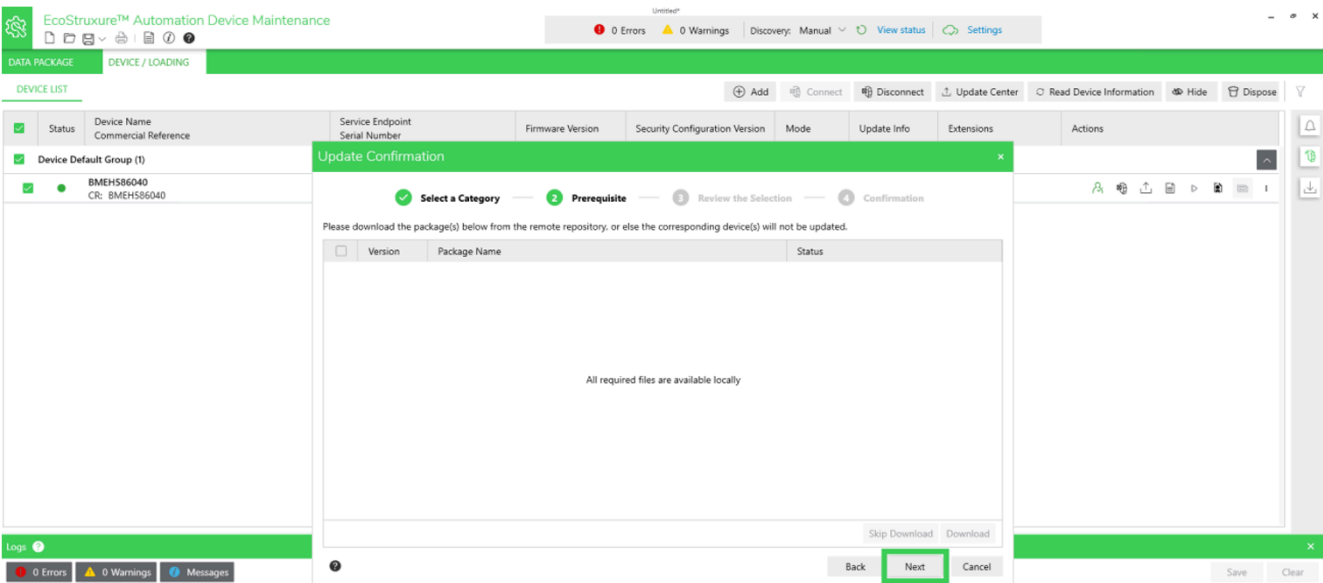 Untitled*
EcoStruxure™ Automation Device Maintenance
0 Errors 0 Warnings Discovery: Manual View status Settings
DATA PACKAGE DEVICE / LOADING
DEVICE LIST
Add Connect Disconnect Update Center Read Device Information Hide Dispose
Status Device Name Service Endpoint Firmware Version Security Configuration Version Mode Update Info Extensions Actions
Commercial Reference Serial Number
Device Default Group (1)
BMEH586040
CR: BMEH586040
Update Confirmation
Select a Category 2 Prerequisite 3 Review the Selection 4 Confirmation
Please download the package(s) below from the remote repository, or else the corresponding device(s) will not be updated.
Version Package Name Status
All required files are available locally
Skip Download Download
Back Next Cancel
Logs
0 Errors 0 Warnings Messages
Save Clear